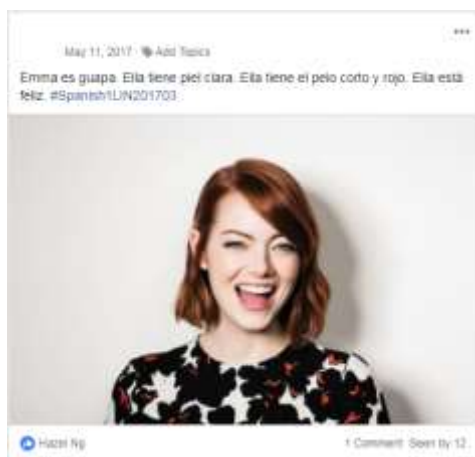 May 11, 2017 · Add Topics
Emma es guapa. Ella tiene piel clara. Ella tiene el pelo corto y rojo. Ella está
feliz. #Spanish1LIN201703
Hazel Ng
1 Comment Seen by 12